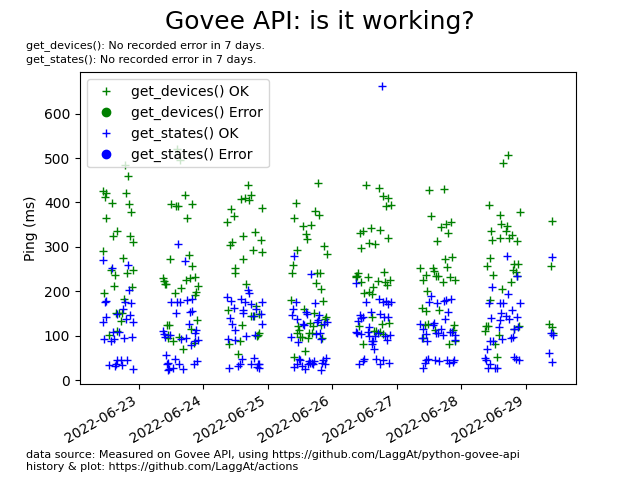 Govee API: is it working?
get_devices(): No recorded error in 7 days.
get_states(): No recorded error in 7 days.
get_devices() OK
get_devices() Error
get_states() OK
get_states() Error
Ping (ms)
600
500
400
300
200
100
0
2022-06-23
2022-06-24
2022-06-25
2022-06-26
2022-06-27
2022-06-28
2022-06-29
data source: Measured on Govee API, using https://github.com/LaggAt/python-govee-api
history & plot: https://github.com/LaggAt/actions